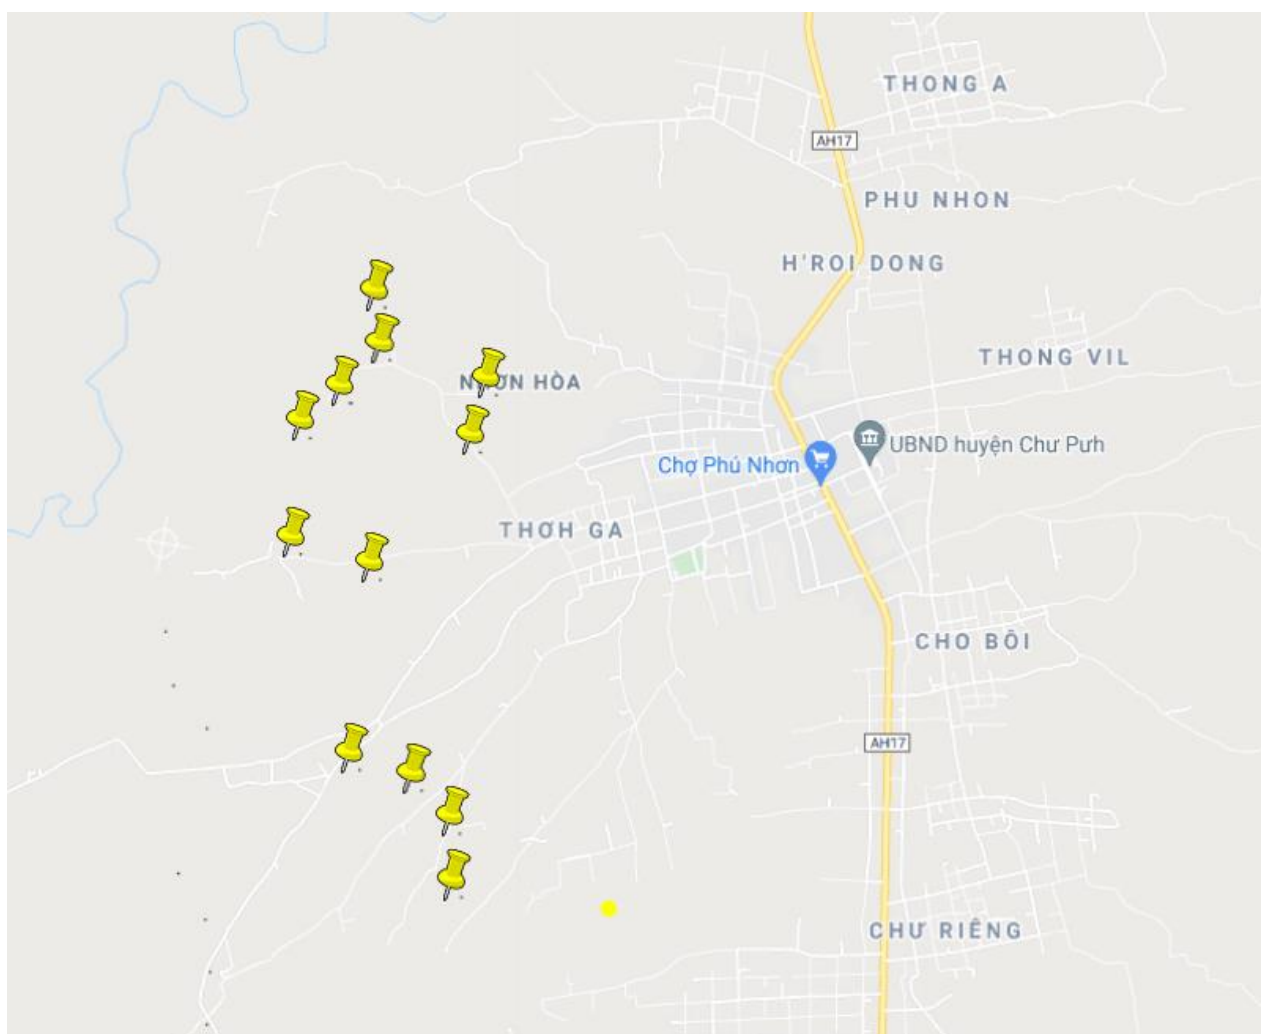 THONG A
AH17
PHU NHON
H'ROI DONG
THONG VIL
NHƠN HÒA
UBND huyện Chư Pưh
Chợ Phú Nhơn
THƠH GA
CHO BÔI
AH17
CHƯ RIÊNG